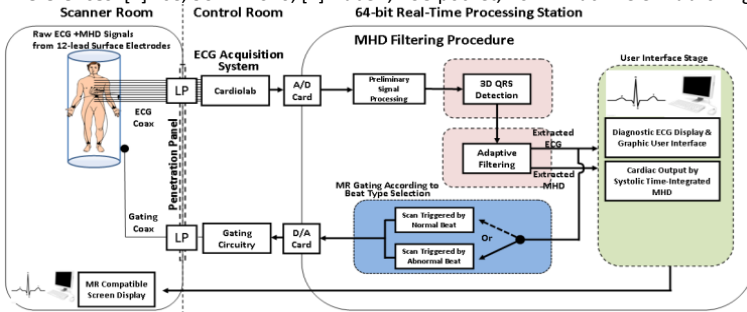 Scanner Room
Control Room
64-bit Real-Time Processing Station
Raw ECG +MHD Signals
from 12-lead Surface Electrodes
ECG Acquisition
System
MHD Filtering Procedure
User Interface Stage
LP
Cardiolab
A/D
Card
Preliminary
Signal
Processing
3D QRS
Detection
ECG
Coax
Penetration Panel
Adaptive
Filtering
Extracted
ECG
Extracted
MHD
Diagnostic ECG Display &
Graphic User Interface
Cardiac Output by
Systolic Time-Integrated
MHD
MR Gating According to
Beat Type Selection
Gating
Coax
LP
Gating
Circuitry
D/A
Card
Scan Triggered by
Normal Beat
Or
Scan Triggered by
Abnormal Beat
MR Compatible
Screen Display